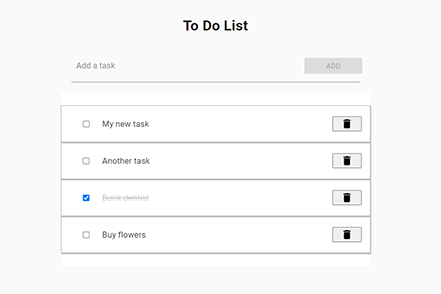 To Do List
Add a task
ADD
My new task
Another task
Book dentist
Buy flowers